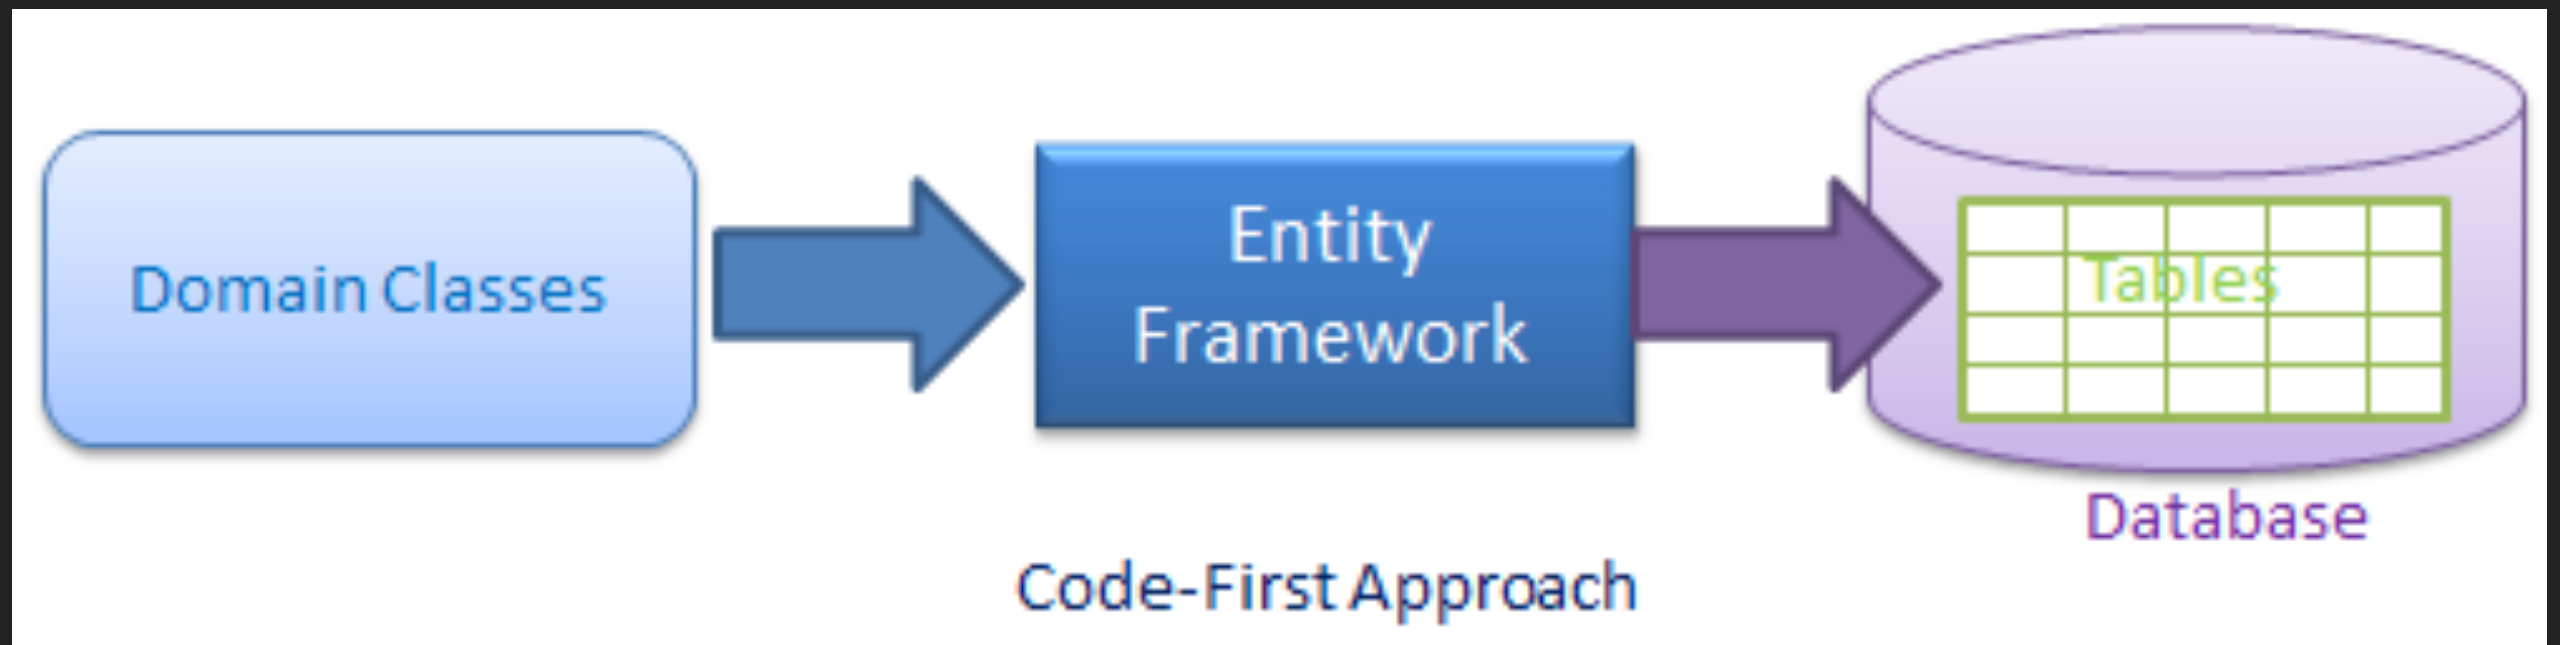 Domain Classes
Entity
Framework
Tables
Database
Code-First Approach